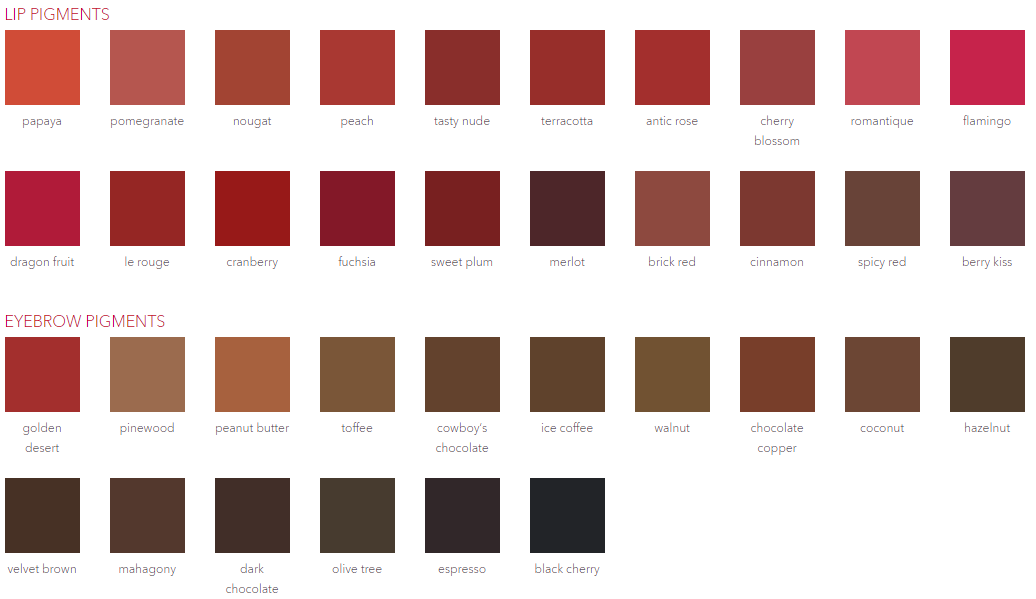 LIP PIGMENTS
papaya
pomegranate
nougat
peach
tasty nude
terracotta
antic rose
cherry
blossom
romantique
flamingo
dragon fruit
le rouge
cranberry
fuchsia
sweet plum
merlot
brick red
cinnamon
spicy red
berry kiss
EYEBROW PIGMENTS
golden
desert
pinewood
peanut butter
toffee
cowboy's
chocolate
ice coffee
walnut
chocolate
copper
coconut
hazelnut
velvet brown
mahagony
dark
chocolate
olive tree
espresso
black cherry